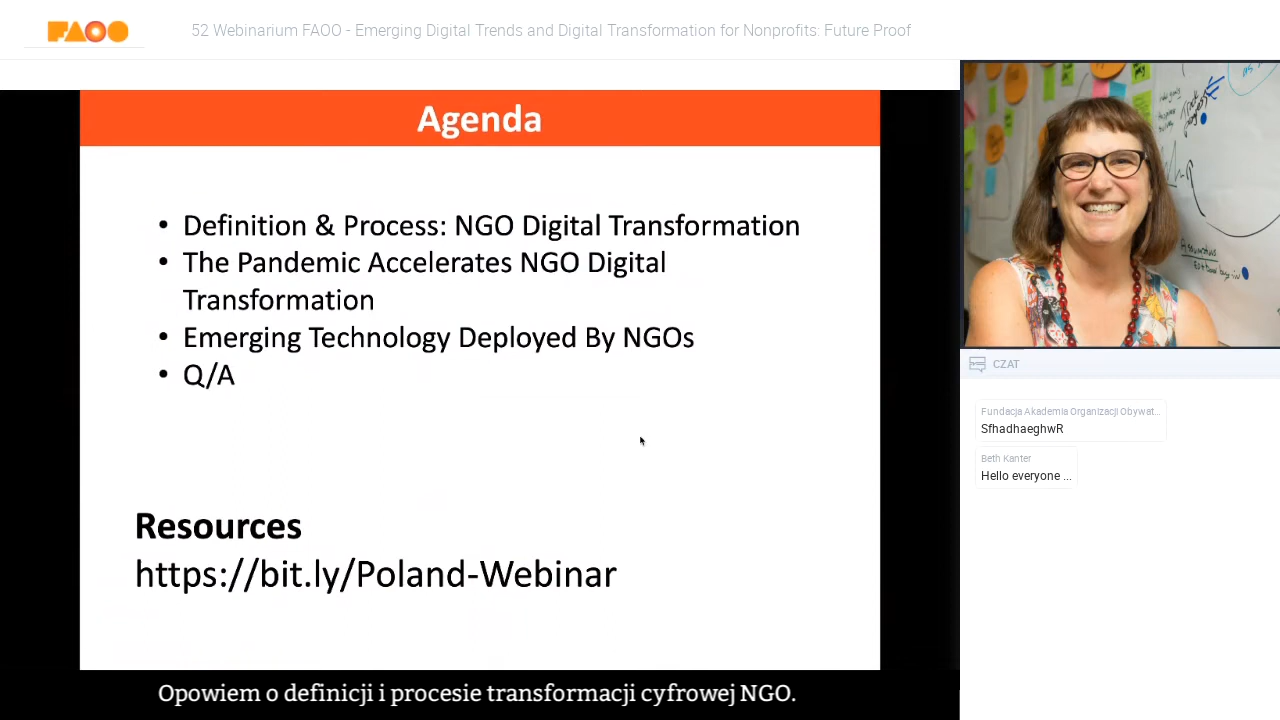 FAOO
52 Webinarium FAOO - Emerging Digital Trends and Digital Transformation for Nonprofits: Future Proof
Agenda
• Definition & Process: NGO Digital Transformation
• The Pandemic Accelerates NGO Digital
Transformation
• Emerging Technology Deployed By NGOs
• Q/A
Resources
https://bit.ly/Poland-Webinar
Opowiem o definicji i procesie transformacji cyfrowej NGO.
CZAT
Fundacja Akademia Organizacji Obywat...
SfhadhaeghwR
Beth Kanter
Hello everyone ...